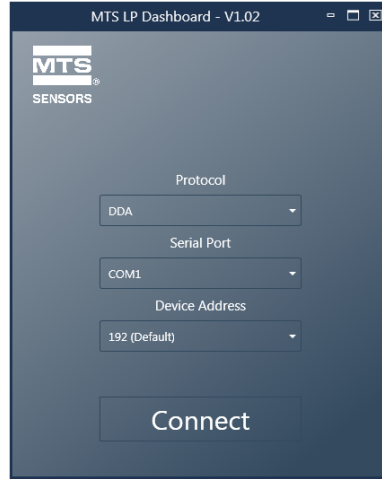 MTS LP Dashboard - V1.02
MTS®
SENSORS
Protocol
DDA
Serial Port
COM1
Device Address
192 (Default)
Connect